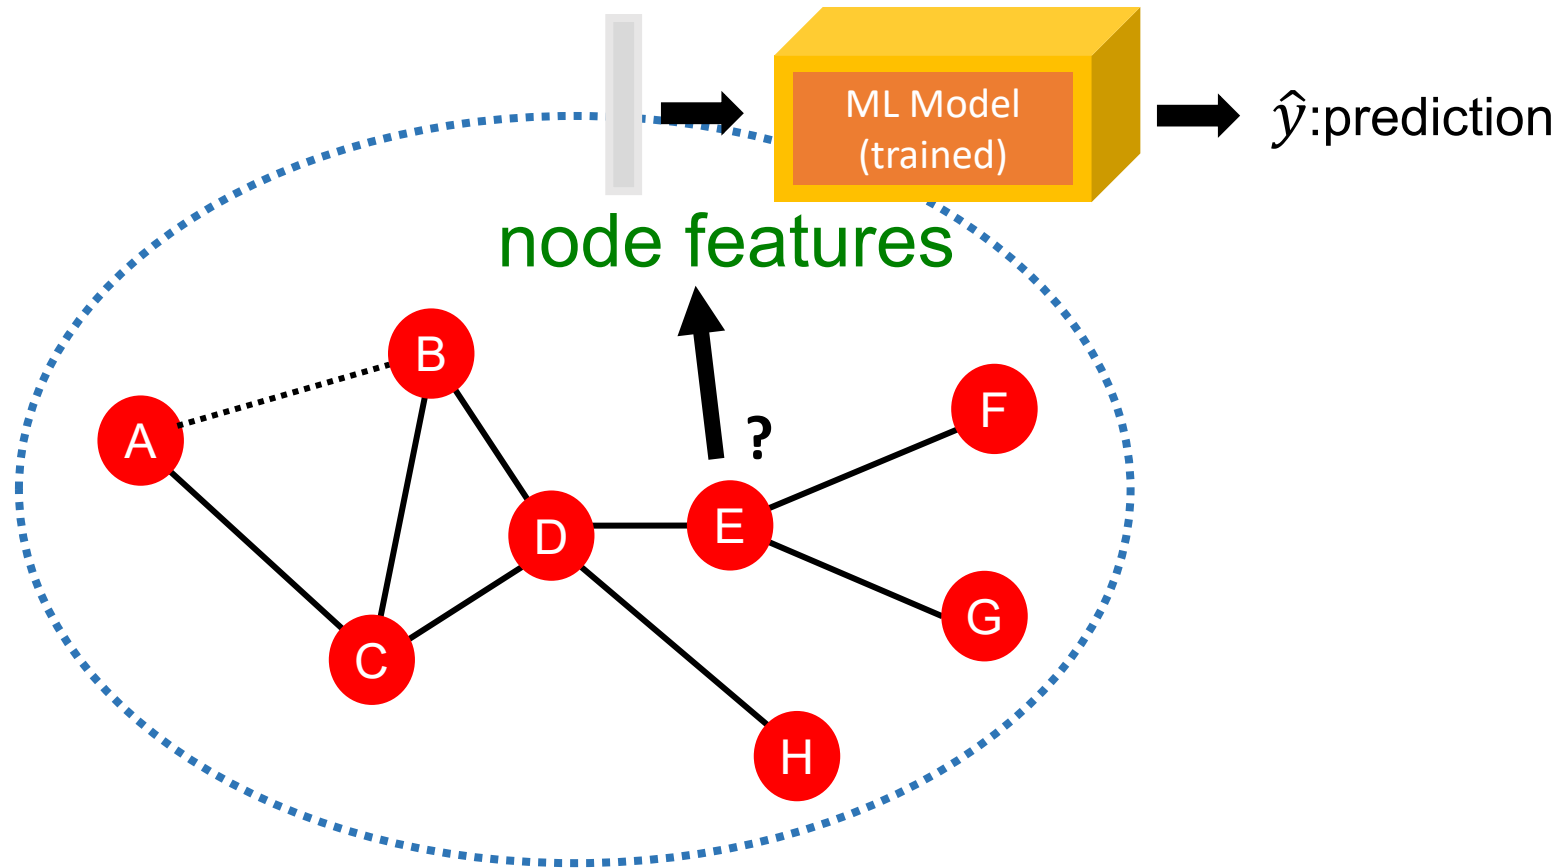 ML Model
(trained)
ŷ:prediction
node features
B
A
F
?
E
D
G
C
H